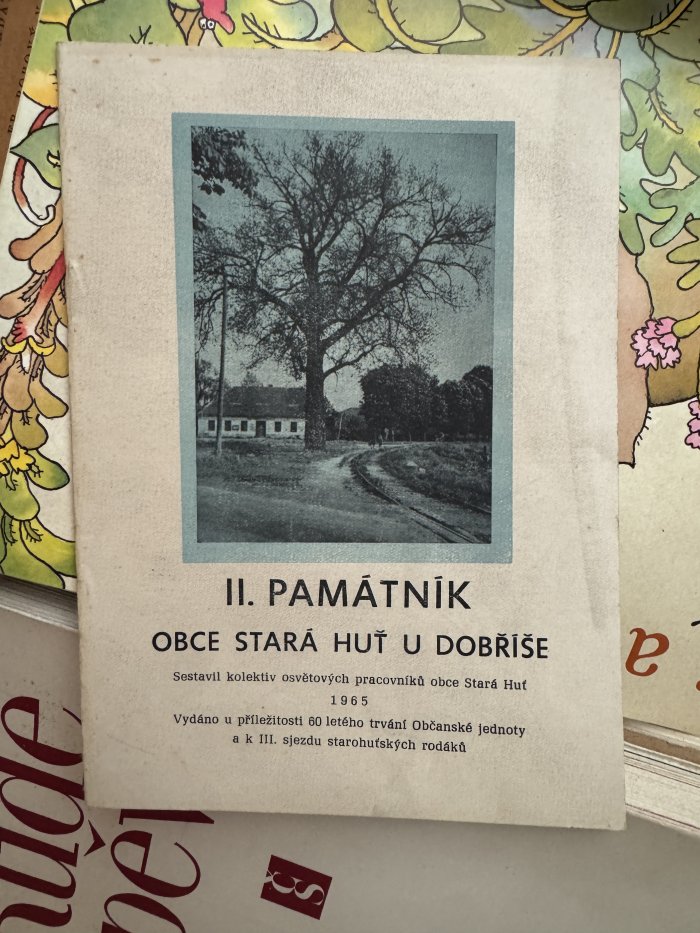 II. PAMÁTNÍK
OBCE STARÁ HUŤ U DOBŘÍŠE
Sestavil kolektiv osvětových pracovníků obce Stará Huť
1965
Vydáno u příležitosti 60 letého trvání Občanské jednoty
a k III. sjezdu starohuťských rodáků
a
čs